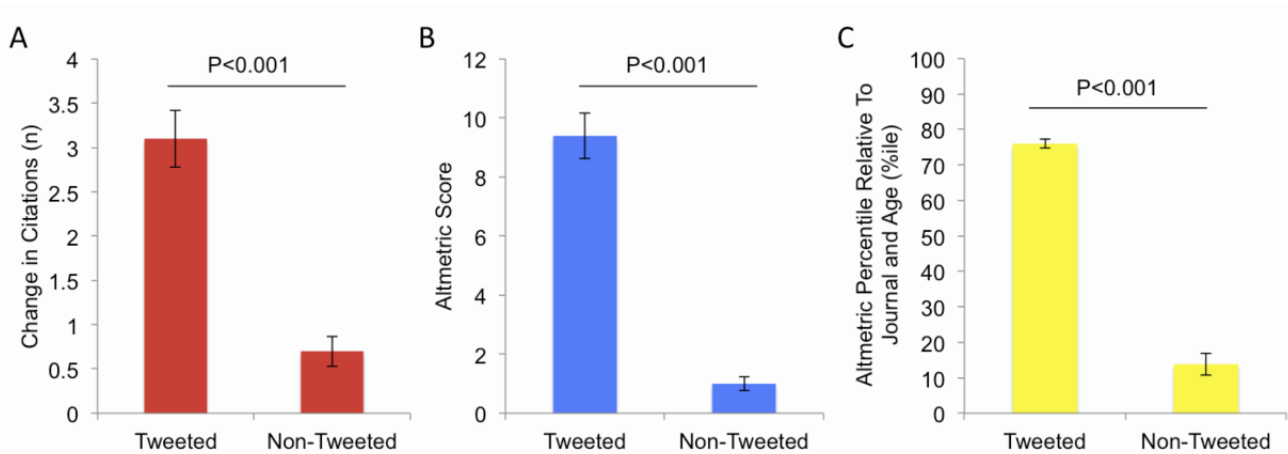 A
Change in Citations (n)
4
3.5
3
2.5
2
1.5
1
0.5
0
P<0.001
Tweeted
Non-Tweeted
B
Altmetric Score
12
10
8
6
4
2
0
P<0.001
Tweeted
Non-Tweeted
C
Altmetric Percentile Relative To
Journal and Age (%ile)
100
90
80
70
60
50
40
30
20
10
0
P<0.001
Tweeted
Non-Tweeted